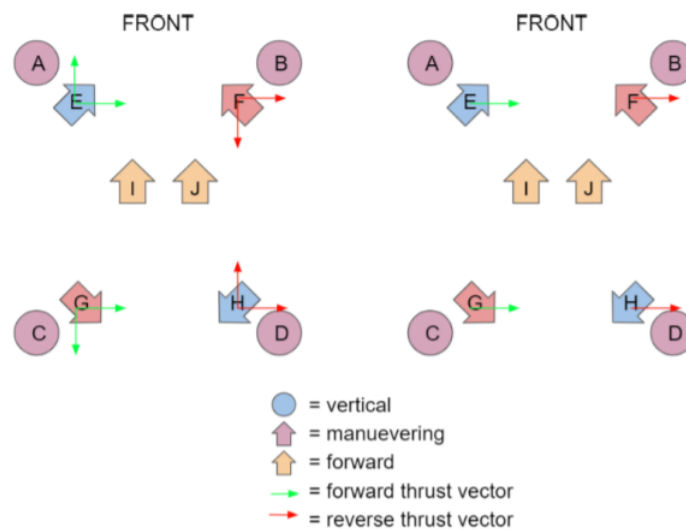 FRONT FRONT
A B A B
E F E F
I J I J
G H G H
C D C D
= vertical
= manuevering
= forward
= forward thrust vector
= reverse thrust vector